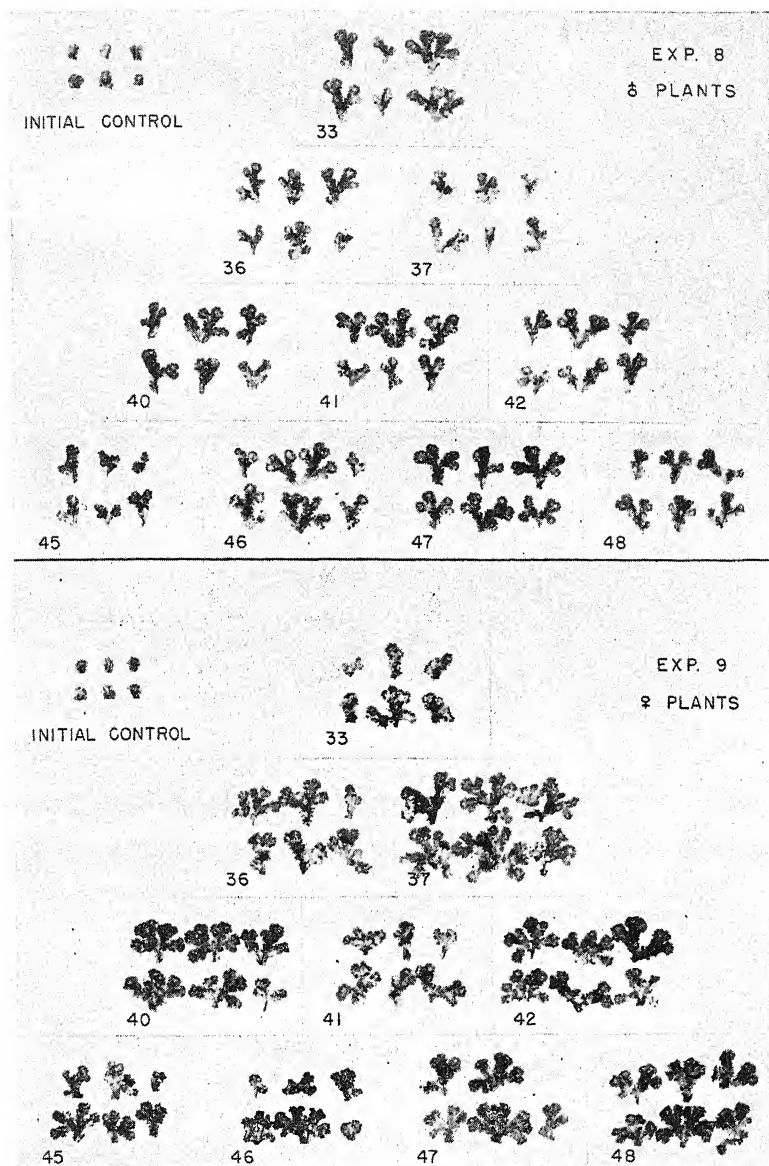 EXP. 8
♂ PLANTS
INITIAL CONTROL
33
36 37
40 41 42
45 46 47 48
EXP. 9
♀ PLANTS
INITIAL CONTROL
33
36 37
40 41 42
45 46 47 48